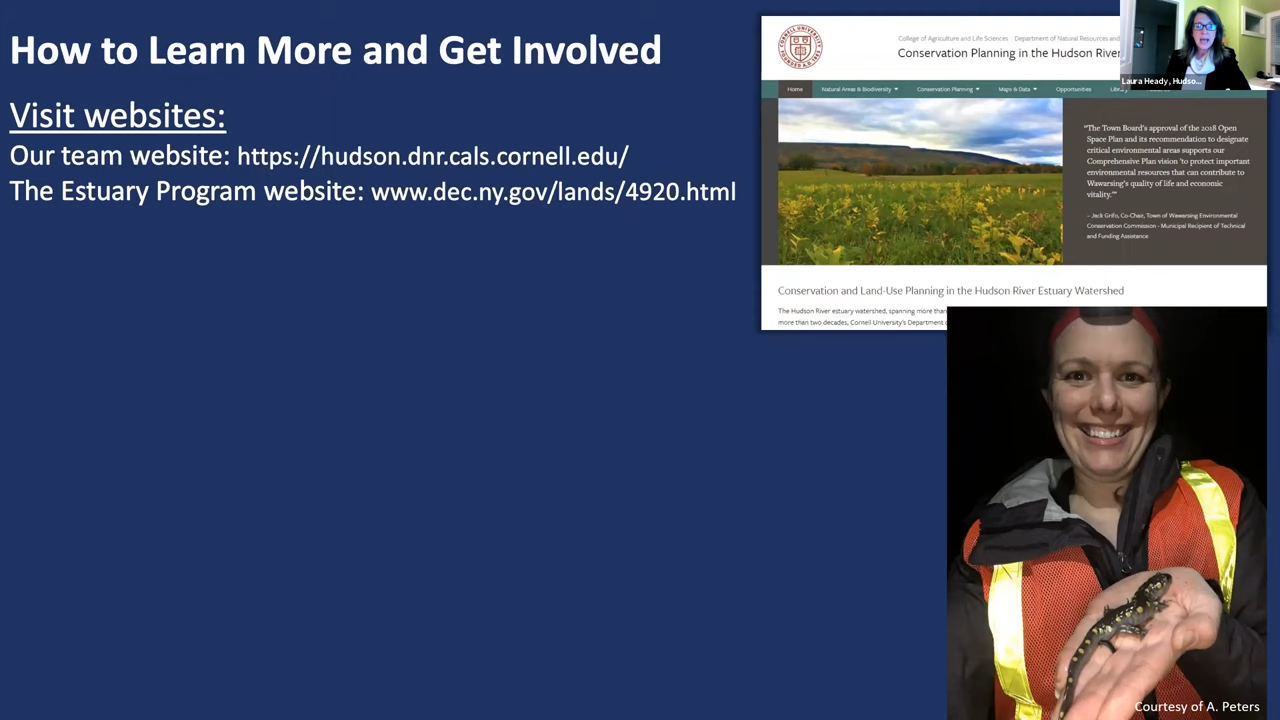 How to Learn More and Get Involved
Visit websites:
Our team website: https://hudson.dnr.cals.cornell.edu/
The Estuary Program website: www.dec.ny.gov/lands/4920.html
College of Agriculture and Life Sciences | Department of Natural Resources and
Conservation Planning in the Hudson River
Laura Heady, Hudso...
Home Natural Areas & Biodiversity Conservation Planning Maps & Data Opportunities
"The Town Board's approval of the 2018 Open
Space Plan and its recommendation to designate
critical environmental areas supports our
Comprehensive Plan vision 'to protect important
environmental resources that can contribute to
Wawarsing's quality of life and economic
vitality.'"
– Jack Grifo, Co-Chair, Town of Wawarsing Environmental
Conservation Commission - Municipal Recipient of Technical
and Funding Assistance
Conservation and Land-Use Planning in the Hudson River Estuary Watershed
The Hudson River estuary watershed, spanning more than
more than two decades, Cornell University's Department
Courtesy of A. Peters